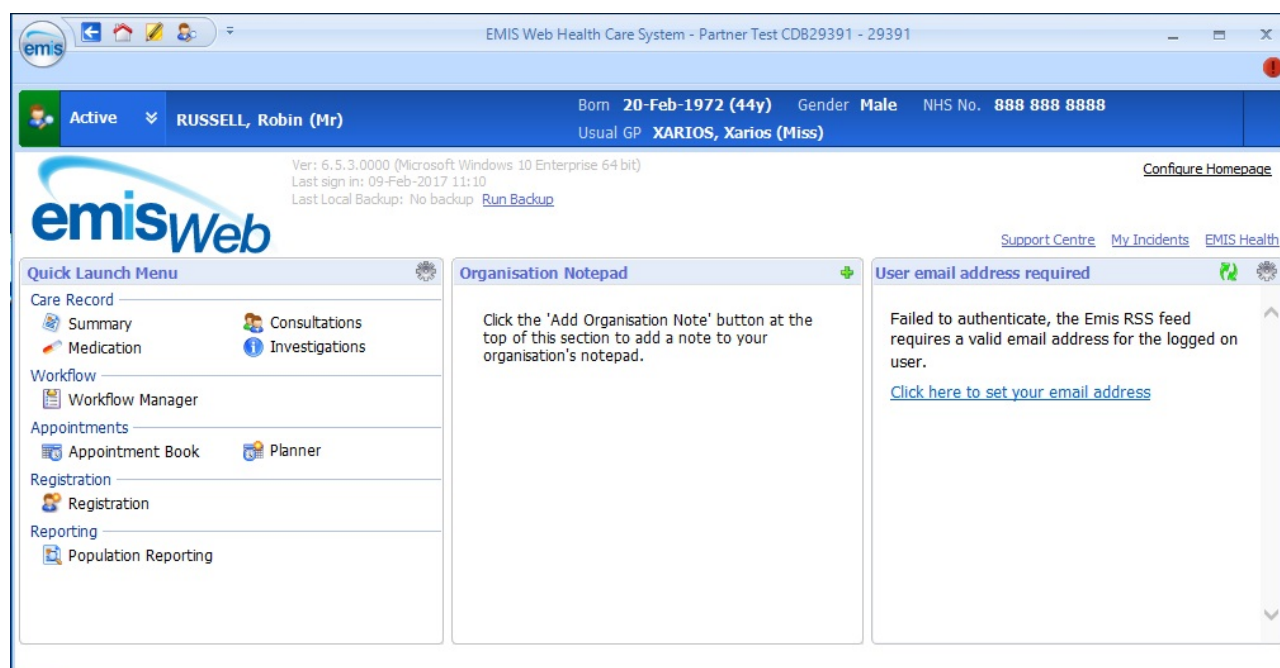 emis
EMIS Web Health Care System - Partner Test CDB29391 - 29391
Active
RUSSELL, Robin (Mr)
Born 20-Feb-1972 (44y) Gender Male NHS No. 888 888 8888
Usual GP XARIOS, Xarios (Miss)
emisWeb
Ver: 6.5.3.0000 (Microsoft Windows 10 Enterprise 64 bit)
Last sign in: 09-Feb-2017 11:10
Last Local Backup: No backup Run Backup
Configure Homepage
Support Centre My Incidents EMIS Health
Quick Launch Menu
Care Record
Summary Consultations
Medication Investigations
Workflow
Workflow Manager
Appointments
Appointment Book Planner
Registration
Registration
Reporting
Population Reporting
Organisation Notepad
Click the 'Add Organisation Note' button at the
top of this section to add a note to your
organisation's notepad.
User email address required
Failed to authenticate, the Emis RSS feed
requires a valid email address for the logged on
user.
Click here to set your email address